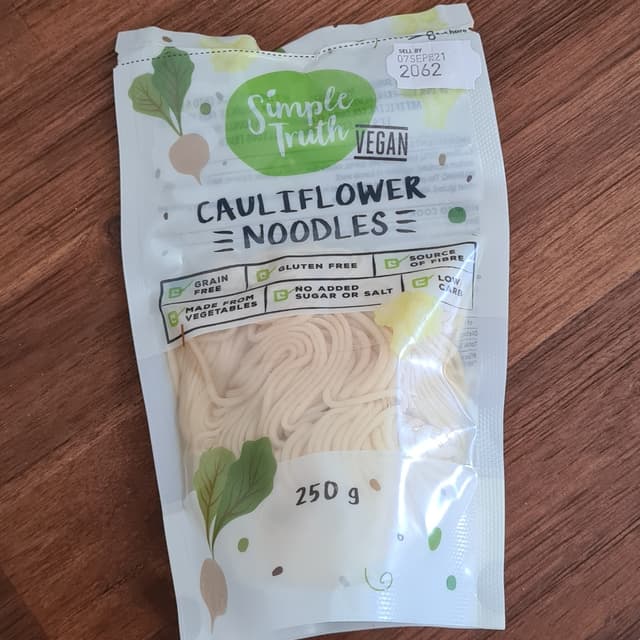 SELL BY
07SEP21
2062
Simple
Truth
VEGAN
CAULIFLOWER
NOODLES
GRAIN
FREE
GLUTEN FREE
SOURCE
OF FIBRE
MADE FROM
VEGETABLES
NO ADDED
SUGAR OR SALT
LOW
CARB
250 g